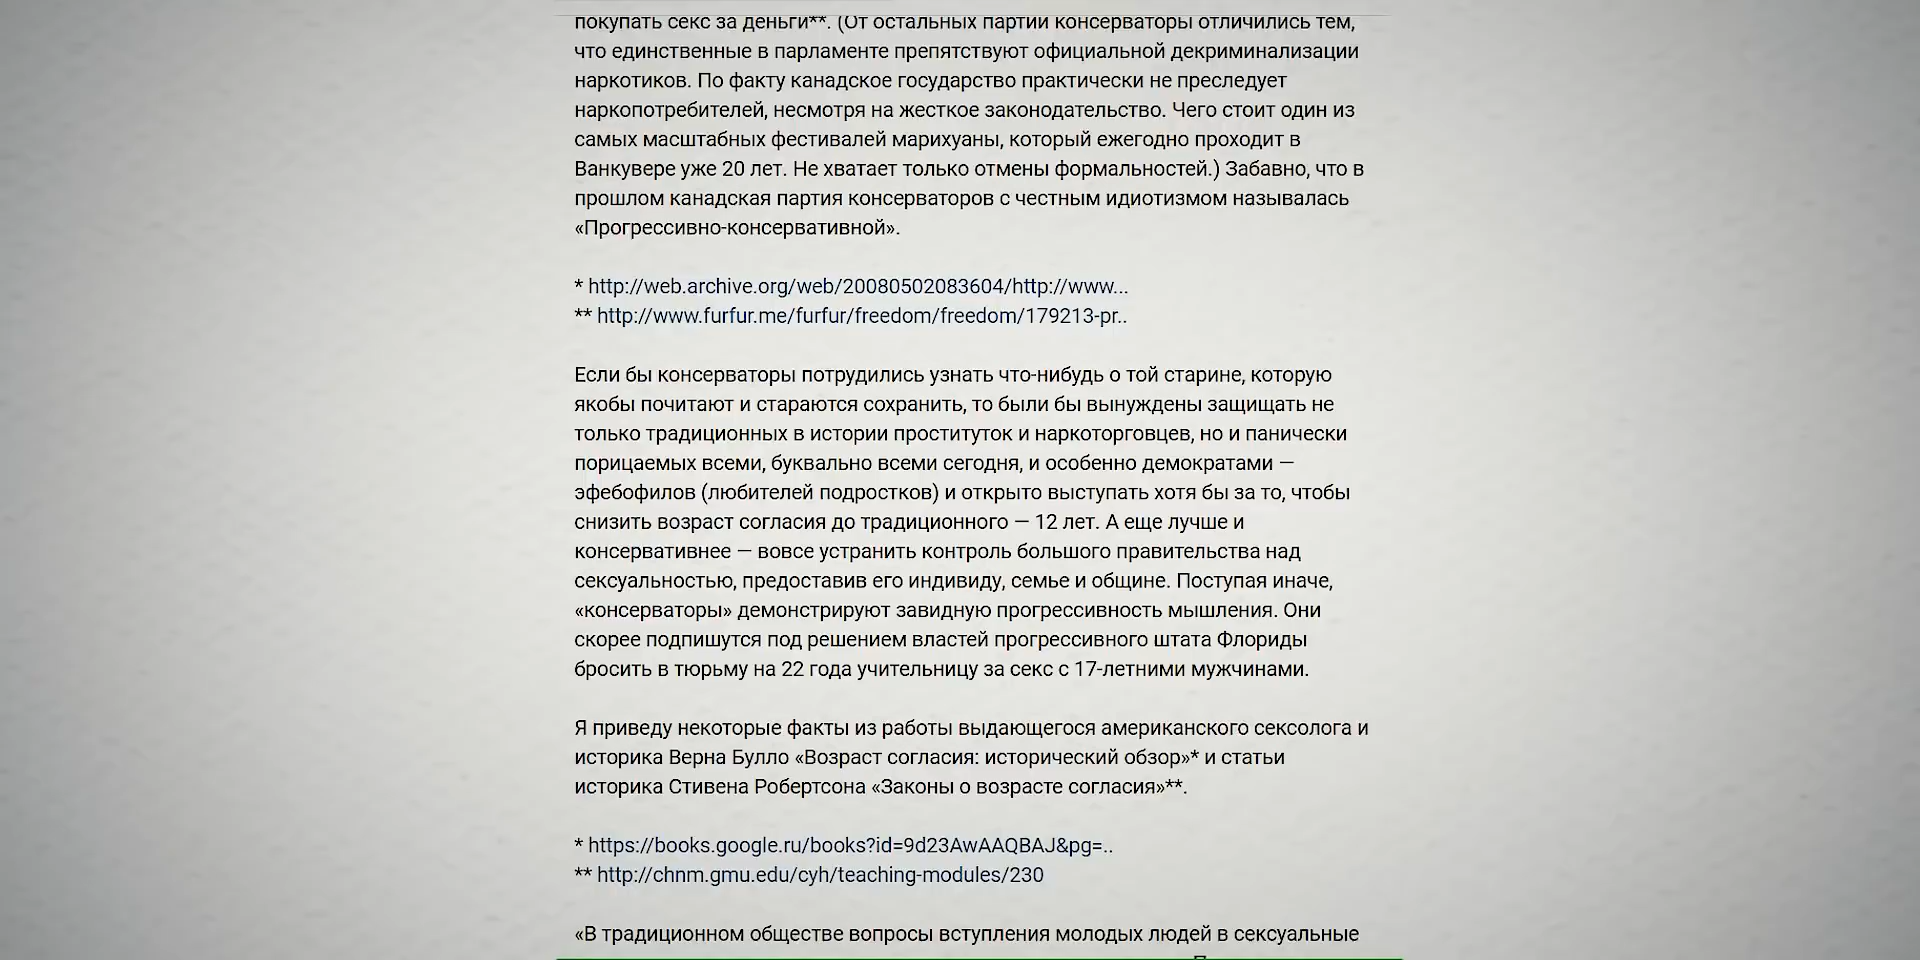 покупать секс за деньги**. (От остальных партий консерваторы отличились тем,
что единственные в парламенте препятствуют официальной декриминализации
наркотиков. По факту канадское государство практически не преследует
наркопотребителей, несмотря на жесткое законодательство. Чего стоит один из
самых масштабных фестивалей марихуаны, который ежегодно проходит в
Ванкувере уже 20 лет. Не хватает только отмены формальностей.) Забавно, что в
прошлом канадская партия консерваторов с честным идиотизмом называлась
«Прогрессивно-консервативной».
* http://web.archive.org/web/20080502083604/http://www...
** http://www.furfur.me/furfur/freedom/freedom/179213-pr..
Если бы консерваторы потрудились узнать что-нибудь о той старине, которую
якобы почитают и стараются сохранить, то были бы вынуждены защищать не
только традиционных в истории проституток и наркоторговцев, но и панически
порицаемых всеми, буквально всеми сегодня, и особенно демократами —
эфебофилов (любителей подростков) и открыто выступать хотя бы за то, чтобы
снизить возраст согласия до традиционного — 12 лет. А еще лучше и
консервативнее — вовсе устранить контроль большого правительства над
сексуальностью, предоставив его индивиду, семье и общине. Поступая иначе,
«консерваторы» демонстрируют завидную прогрессивность мышления. Они
скорее подпишутся под решением властей прогрессивного штата Флориды
бросить в тюрьму на 22 года учительницу за секс с 17-летними мужчинами.
Я приведу некоторые факты из работы выдающегося американского сексолога и
историка Верна Булло «Возраст согласия: исторический обзор»* и статьи
историка Стивена Робертсона «Законы о возрасте согласия»**.
* https://books.google.ru/books?id=9d23AwAAQBAJ&pg=..
** http://chnm.gmu.edu/cyh/teaching-modules/230
«В традиционном обществе вопросы вступления молодых людей в сексуальные